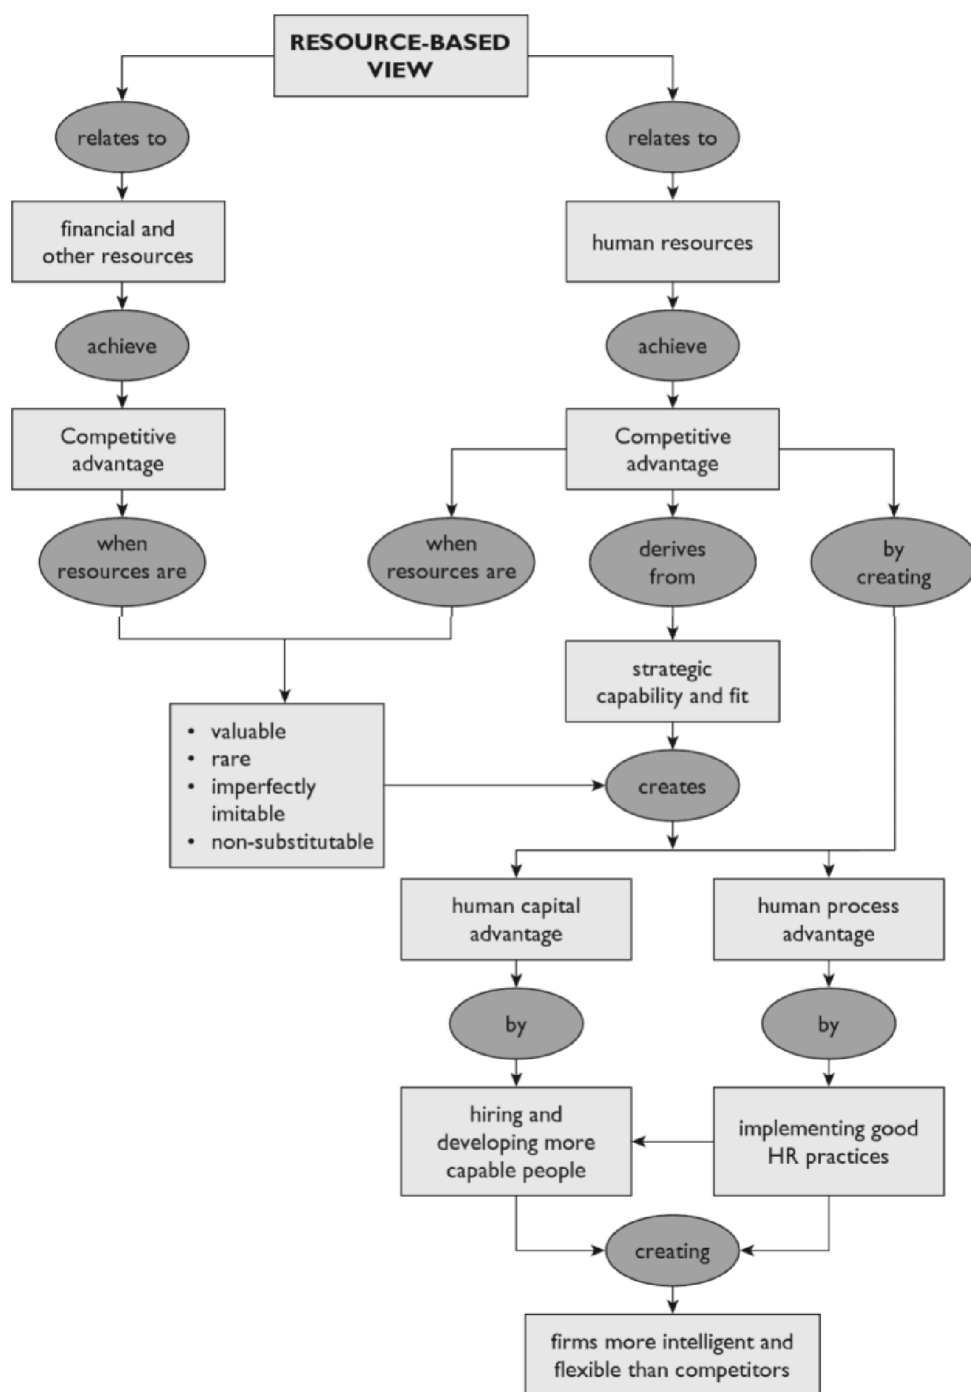 RESOURCE-BASED
VIEW
relates to
relates to
financial and
other resources
human resources
achieve
achieve
Competitive
advantage
Competitive
advantage
when
resources are
when
resources are
derives
from
by
creating
strategic
capability and fit
• valuable
• rare
• imperfectly
imitable
• non-substitutable
creates
human capital
advantage
human process
advantage
by
by
hiring and
developing more
capable people
implementing good
HR practices
creating
firms more intelligent and
flexible than competitors